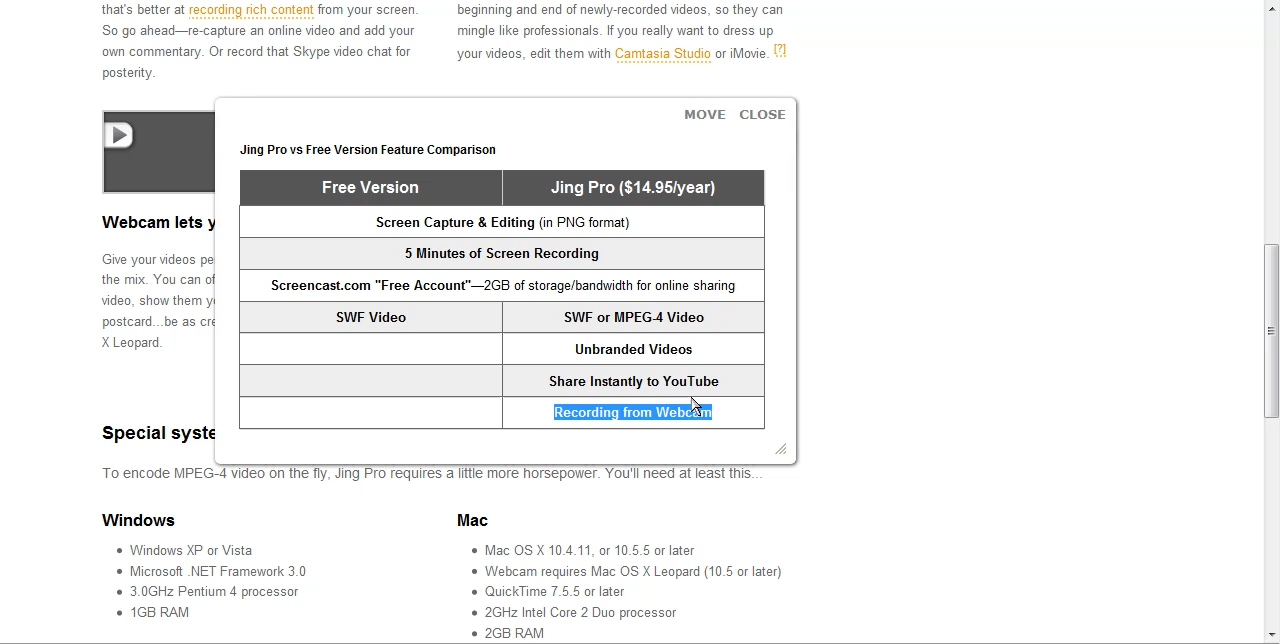 that's better at recording rich content from your screen.
So go ahead—re-capture an online video and add your
own commentary. Or record that Skype video chat for
posterity.
beginning and end of newly-recorded videos, so they can
mingle like professionals. If you really want to dress up
your videos, edit them with Camtasia Studio or iMovie. [?]
MOVE CLOSE
Jing Pro vs Free Version Feature Comparison
Free Version Jing Pro ($14.95/year)
Screen Capture & Editing (in PNG format)
5 Minutes of Screen Recording
Screencast.com "Free Account"—2GB of storage/bandwidth for online sharing
SWF Video SWF or MPEG-4 Video
Unbranded Videos
Share Instantly to YouTube
Recording from Webcam
Webcam lets y
Give your videos pe
the mix. You can of
video, show them yo
postcard...be as cre
X Leopard.
Special syste
To encode MPEG-4 video on the fly, Jing Pro requires a little more horsepower. You'll need at least this...
Windows
Windows XP or Vista
Microsoft .NET Framework 3.0
3.0GHz Pentium 4 processor
1GB RAM
Mac
Mac OS X 10.4.11, or 10.5.5 or later
Webcam requires Mac OS X Leopard (10.5 or later)
QuickTime 7.5.5 or later
2GHz Intel Core 2 Duo processor
2GB RAM